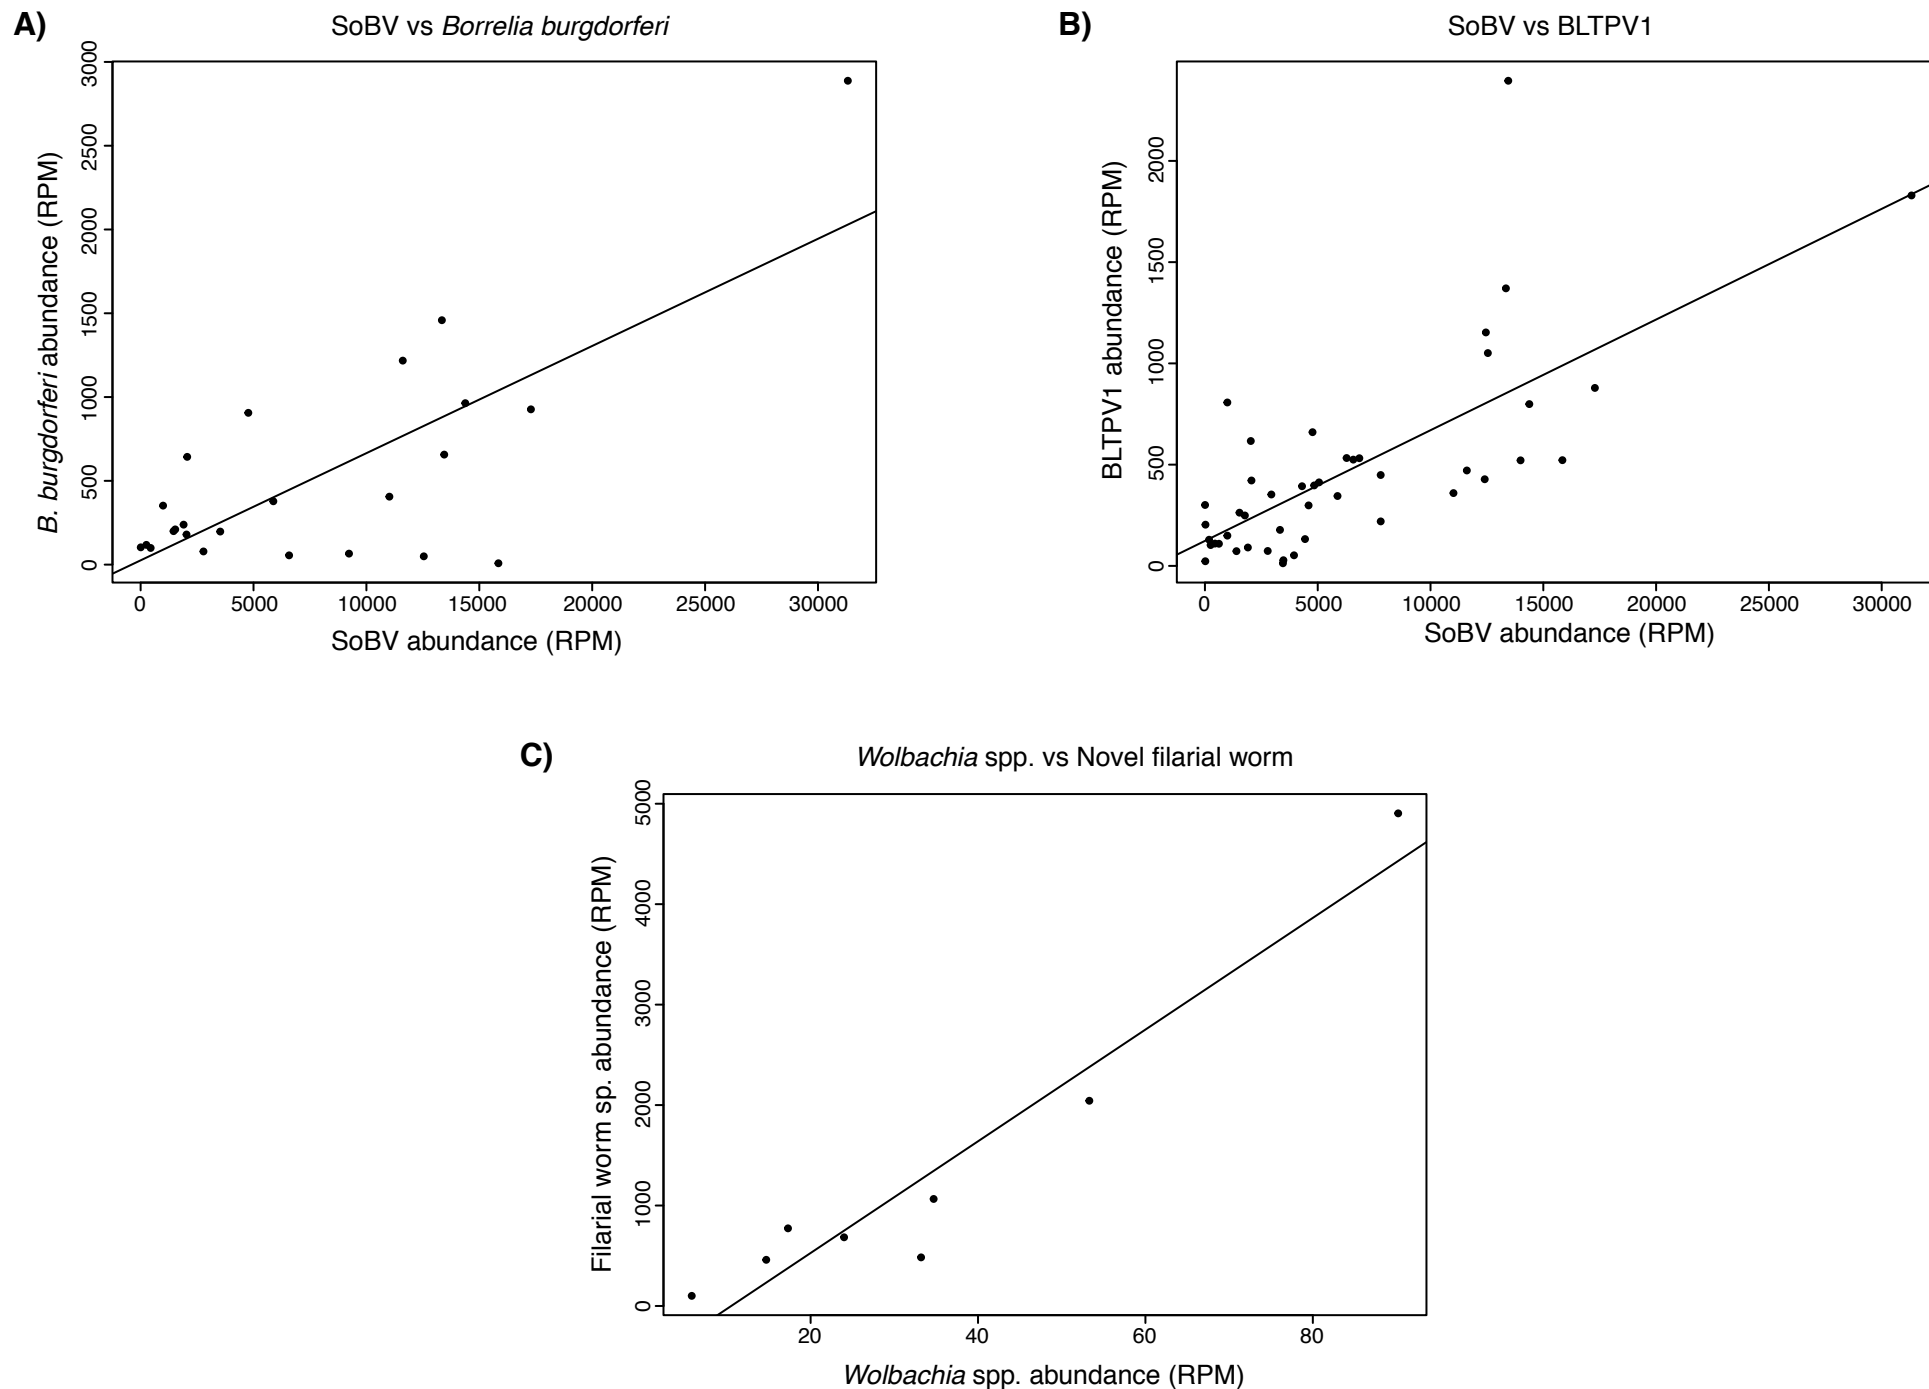 A)
SoBV vs Borrelia burgdorferi
B. burgdorferi abundance (RPM)
3000
2500
2000
1500
1000
500
0
0 5000 10000 15000 20000 25000 30000
SoBV abundance (RPM)
B)
SoBV vs BLTPV1
BLTPV1 abundance (RPM)
2000
1500
1000
500
0
0 5000 10000 15000 20000 25000 30000
SoBV abundance (RPM)
C)
Wolbachia spp. vs Novel filarial worm
Filarial worm sp. abundance (RPM)
5000
4000
3000
2000
1000
0
20 40 60 80
Wolbachia spp. abundance (RPM)